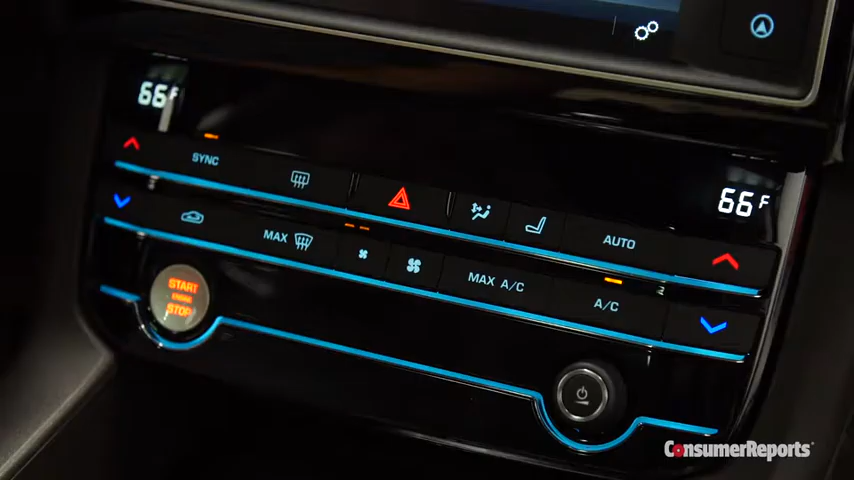 66 F
SYNC
66 F
AUTO
MAX
MAX A/C
A/C
START
ENGINE
STOP
ConsumerReports